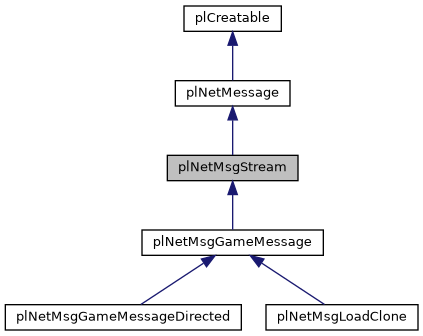 plCreatable
plNetMessage
plNetMsgStream
plNetMsgGameMessage
plNetMsgGameMessageDirected
plNetMsgLoadClone